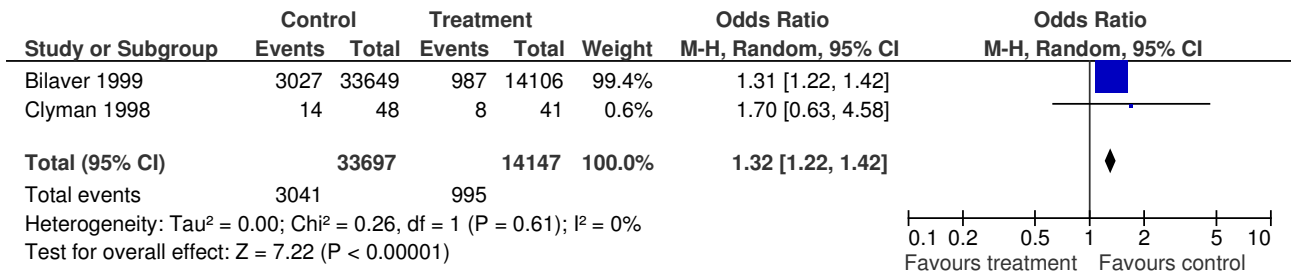 Control Treatment Odds Ratio Odds Ratio
Study or Subgroup Events Total Events Total Weight M-H, Random, 95% CI M-H, Random, 95% CI
Bilaver 1999 3027 33649 987 14106 99.4% 1.31 [1.22, 1.42]
Clyman 1998 14 48 8 41 0.6% 1.70 [0.63, 4.58]
Total (95% CI) 33697 14147 100.0% 1.32 [1.22, 1.42]
Total events 3041 995
Heterogeneity: Tau² = 0.00; Chi² = 0.26, df = 1 (P = 0.61); I² = 0%
Test for overall effect: Z = 7.22 (P < 0.00001)
0.1 0.2 0.5 1 2 5 10
Favours treatment Favours control